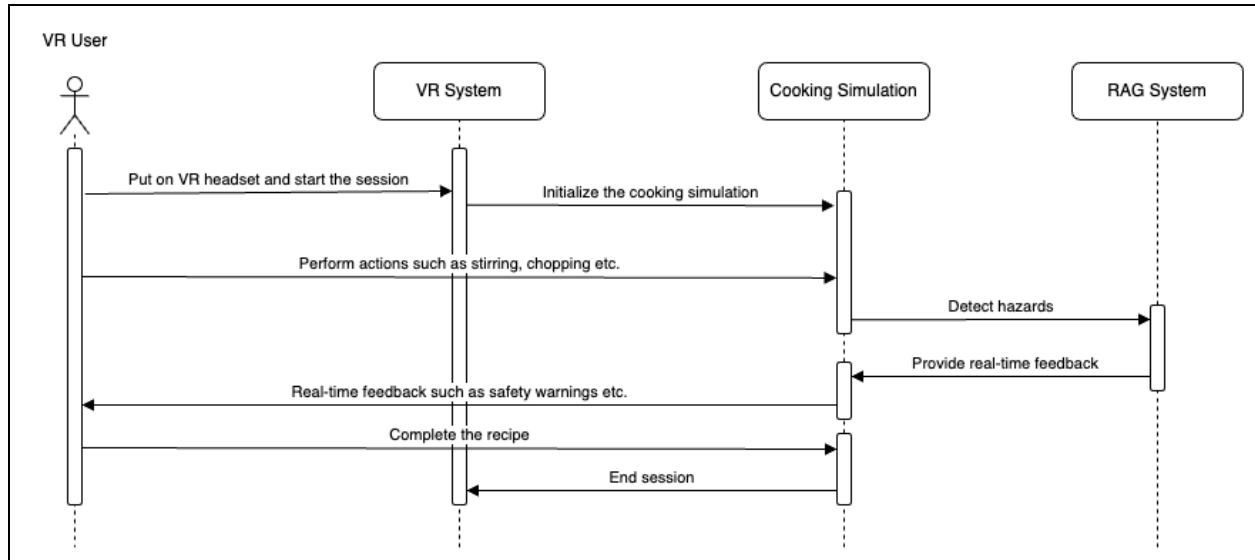 VR User
VR System
Cooking Simulation
RAG System
Put on VR headset and start the session
Initialize the cooking simulation
Perform actions such as stirring, chopping etc.
Detect hazards
Provide real-time feedback
Real-time feedback such as safety warnings etc.
Complete the recipe
End session